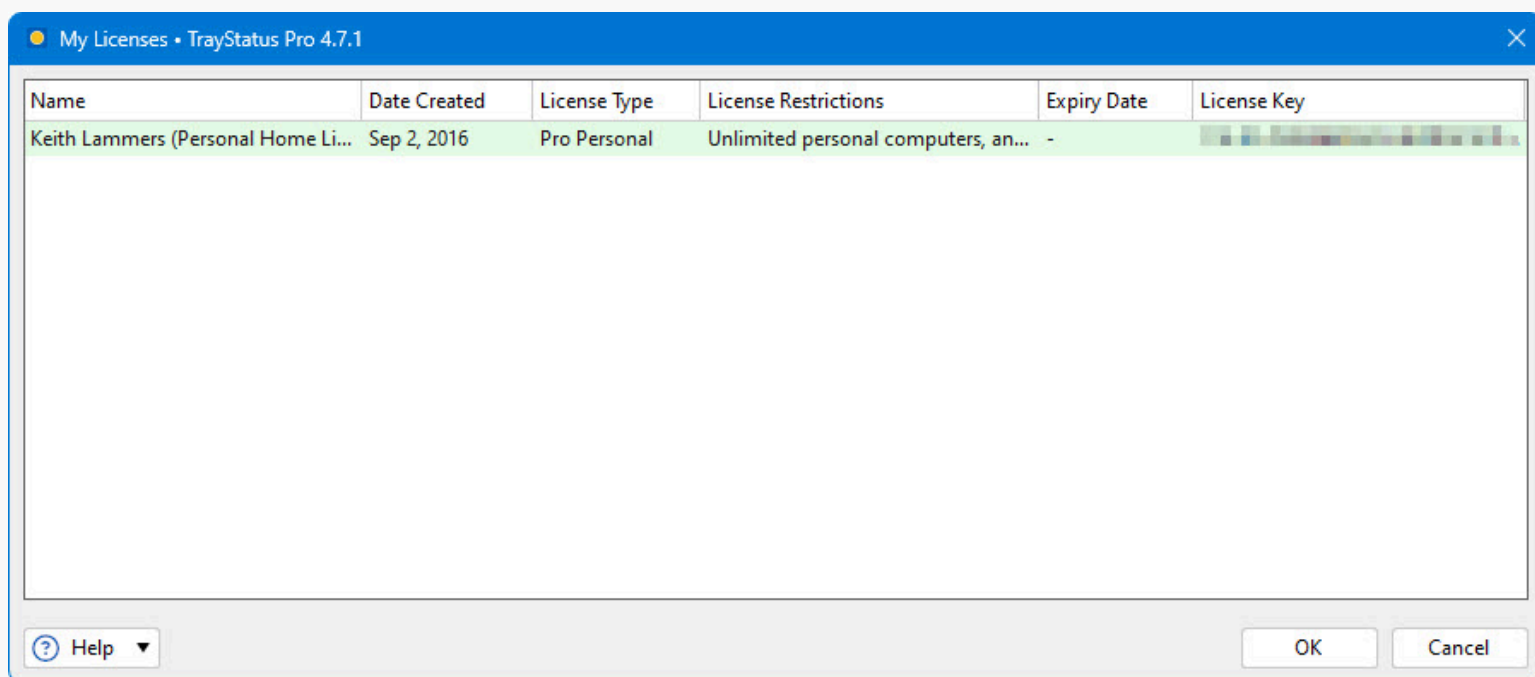 My Licenses • TrayStatus Pro 4.7.1
Name Date Created License Type License Restrictions Expiry Date License Key
Keith Lammers (Personal Home Li... Sep 2, 2016 Pro Personal Unlimited personal computers, an... -
? Help OK Cancel